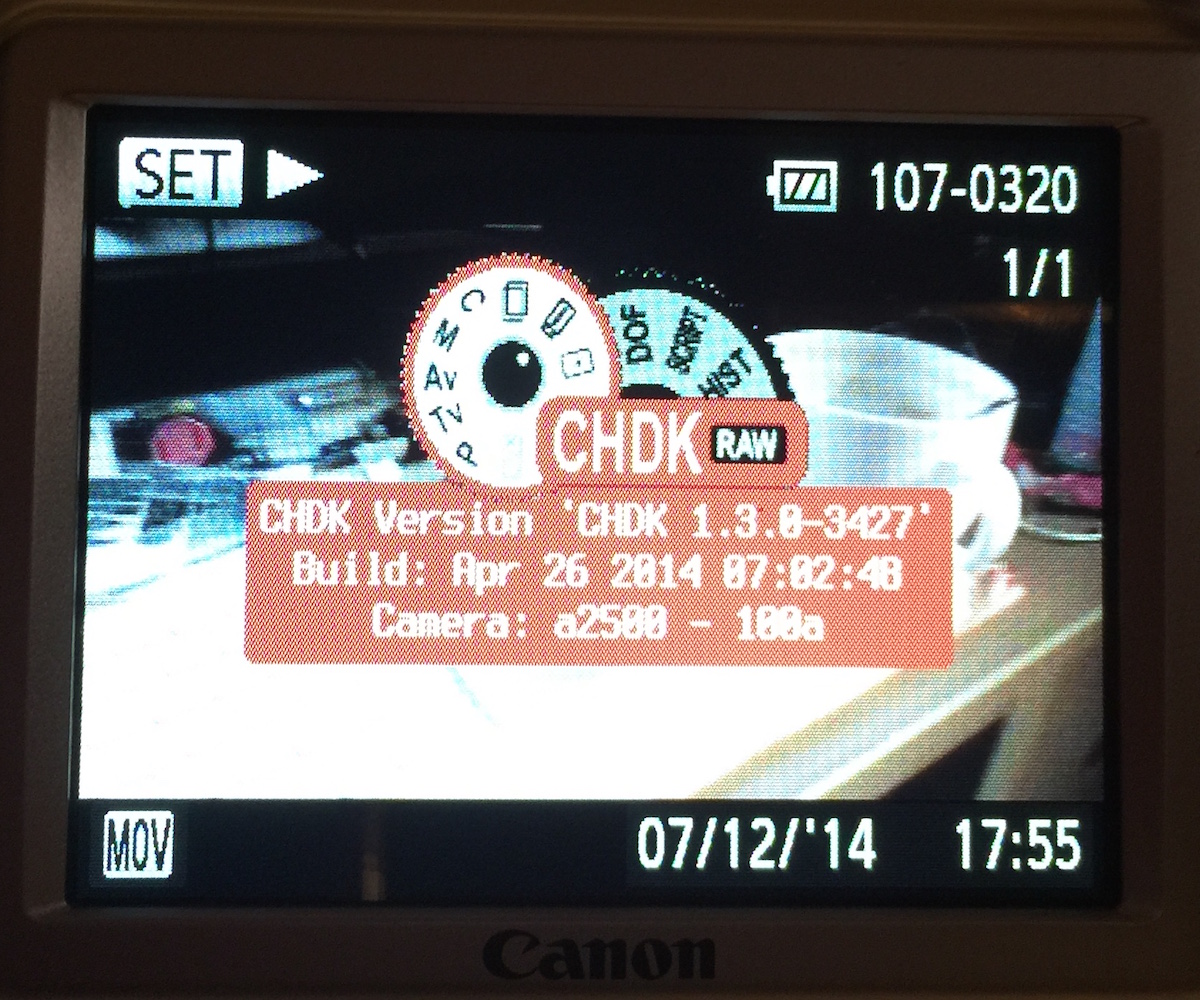 SET 107-0320
1/1
C
M
Av
Tv
P
DOF
SCRIPT
HIST
CHDK RAW
CHDK Version 'CHDK 1.3.0-3427'
Build: Apr 26 2014 07:02:48
Camera: a2500 - 100a
MOV 07/12/'14 17:55
Canon